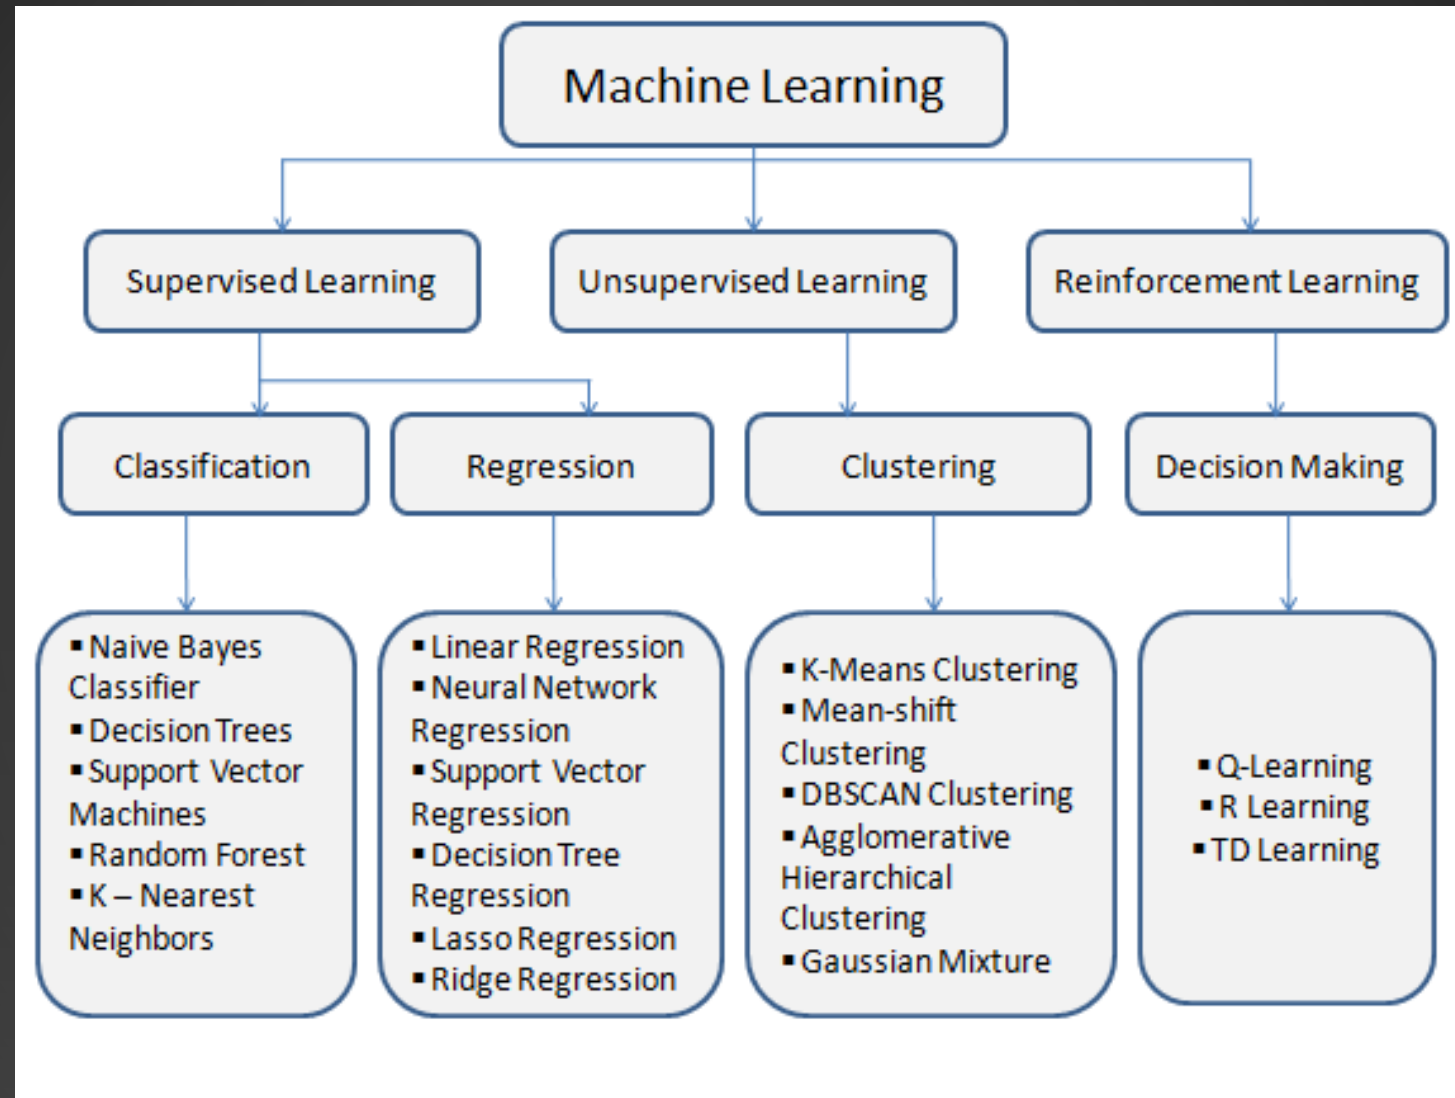 Machine Learning
Supervised Learning
Unsupervised Learning
Reinforcement Learning
Classification
Regression
Clustering
Decision Making
▪ Naive Bayes
Classifier
▪ Decision Trees
▪ Support Vector
Machines
▪ Random Forest
▪ K – Nearest
Neighbors
▪ Linear Regression
▪ Neural Network
Regression
▪ Support Vector
Regression
▪ Decision Tree
Regression
▪ Lasso Regression
▪ Ridge Regression
▪ K-Means Clustering
▪ Mean-shift
Clustering
▪ DBSCAN Clustering
▪ Agglomerative
Hierarchical
Clustering
▪ Gaussian Mixture
▪ Q-Learning
▪ R Learning
▪ TD Learning